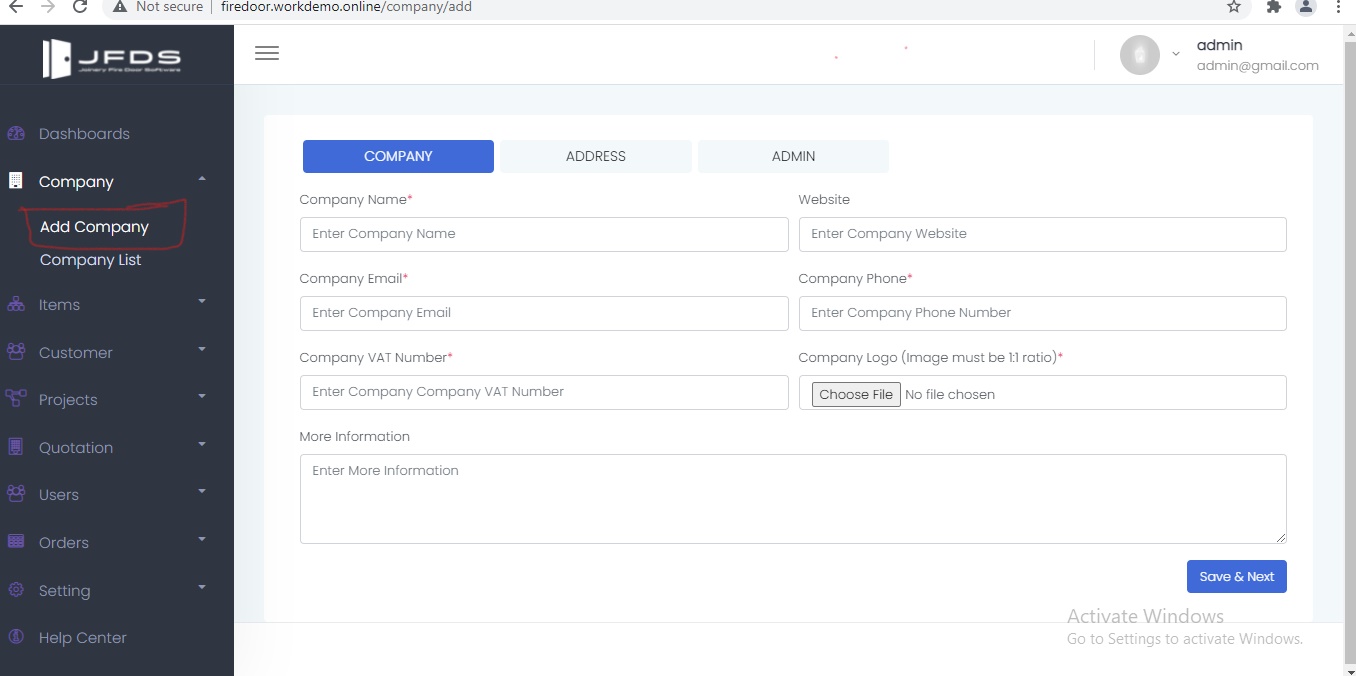 Not secure | firedoor.workdemo.online/company/add
JFDS
Joinery Fire Door Software
admin
admin@gmail.com
Dashboards
Company
Add Company
Company List
Items
Customer
Projects
Quotation
Users
Orders
Setting
Help Center
COMPANY ADDRESS ADMIN
Company Name* Website
Enter Company Name Enter Company Website
Company Email* Company Phone*
Enter Company Email Enter Company Phone Number
Company VAT Number* Company Logo (Image must be 1:1 ratio)*
Enter Company Company VAT Number Choose File No file chosen
More Information
Enter More Information
Save & Next
Activate Windows
Go to Settings to activate Windows.